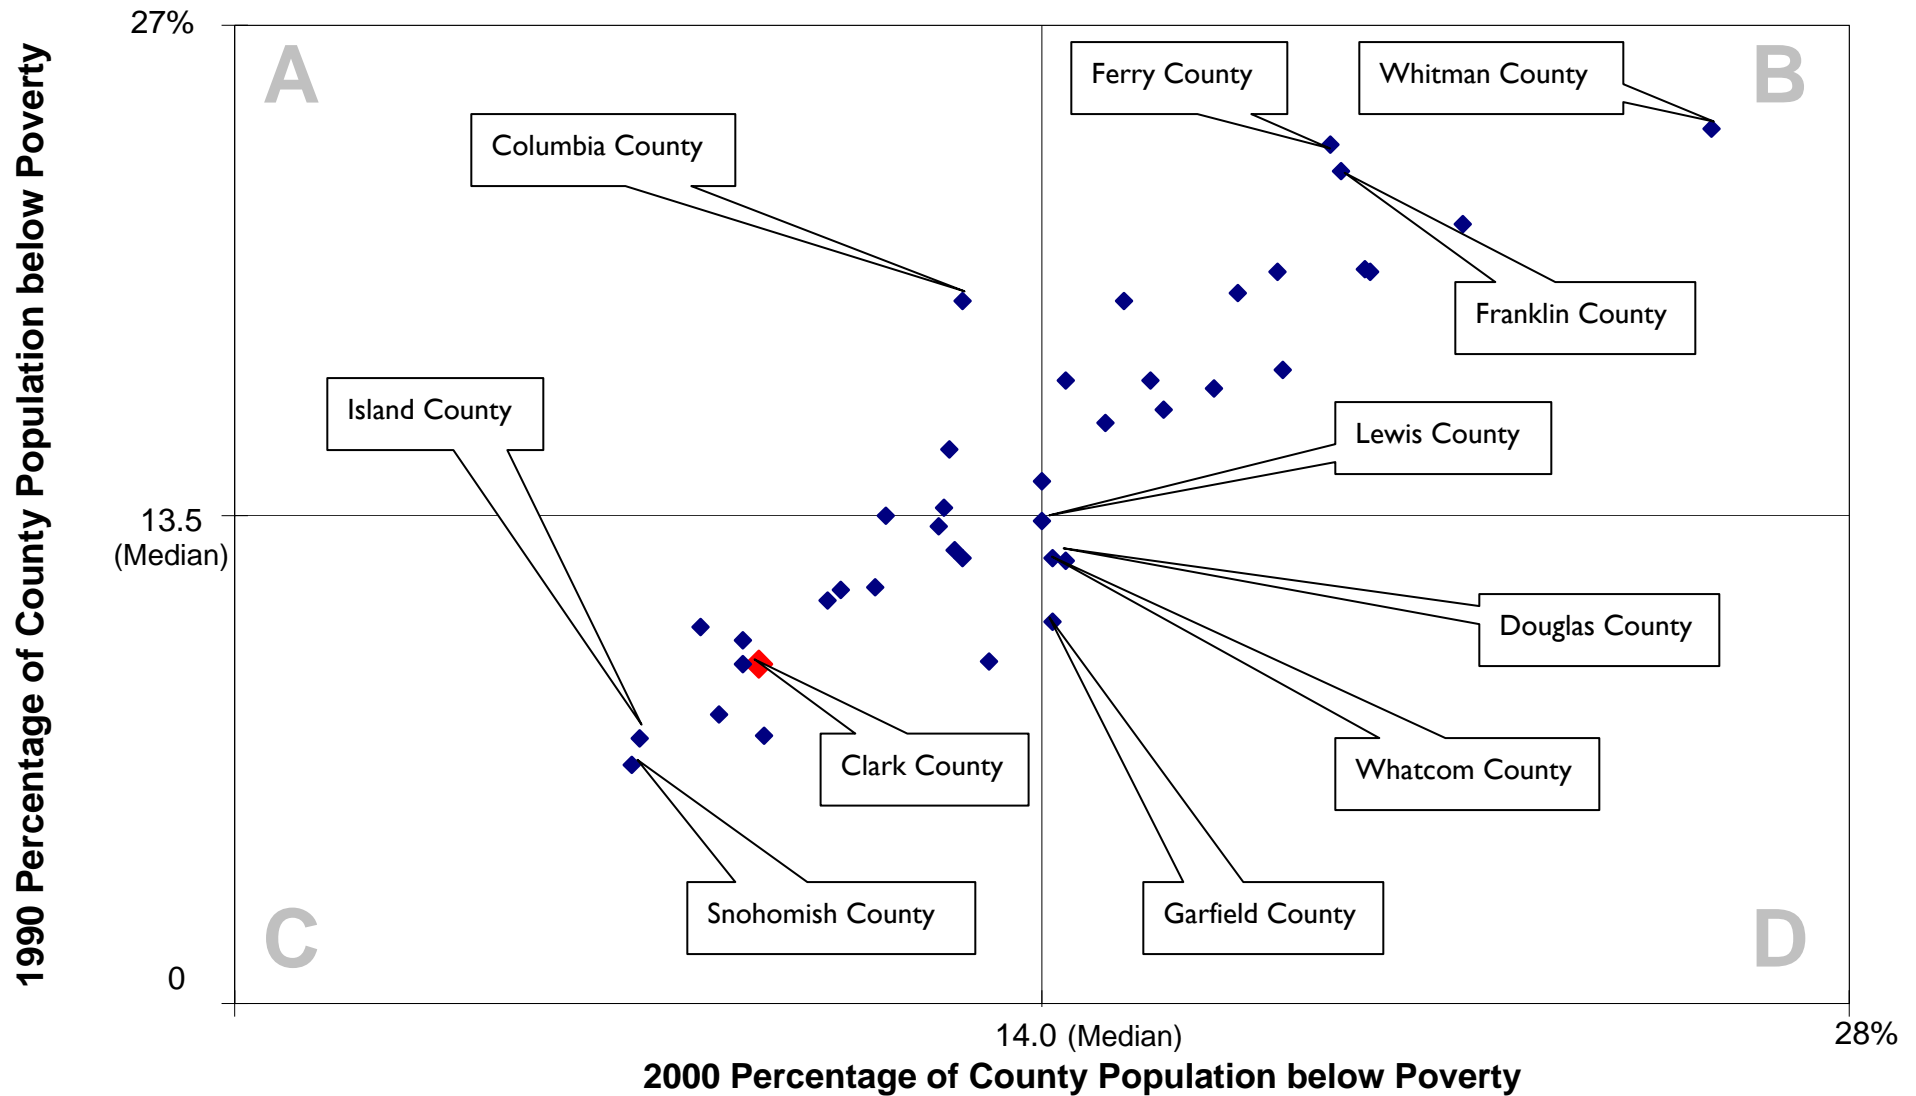 27%
1990 Percentage of County Population below Poverty
A
B
Ferry County
Whitman County
Columbia County
Franklin County
Island County
Lewis County
13.5
(Median)
Douglas County
Clark County
Whatcom County
Snohomish County
Garfield County
C
D
0
14.0 (Median)
28%
2000 Percentage of County Population below Poverty